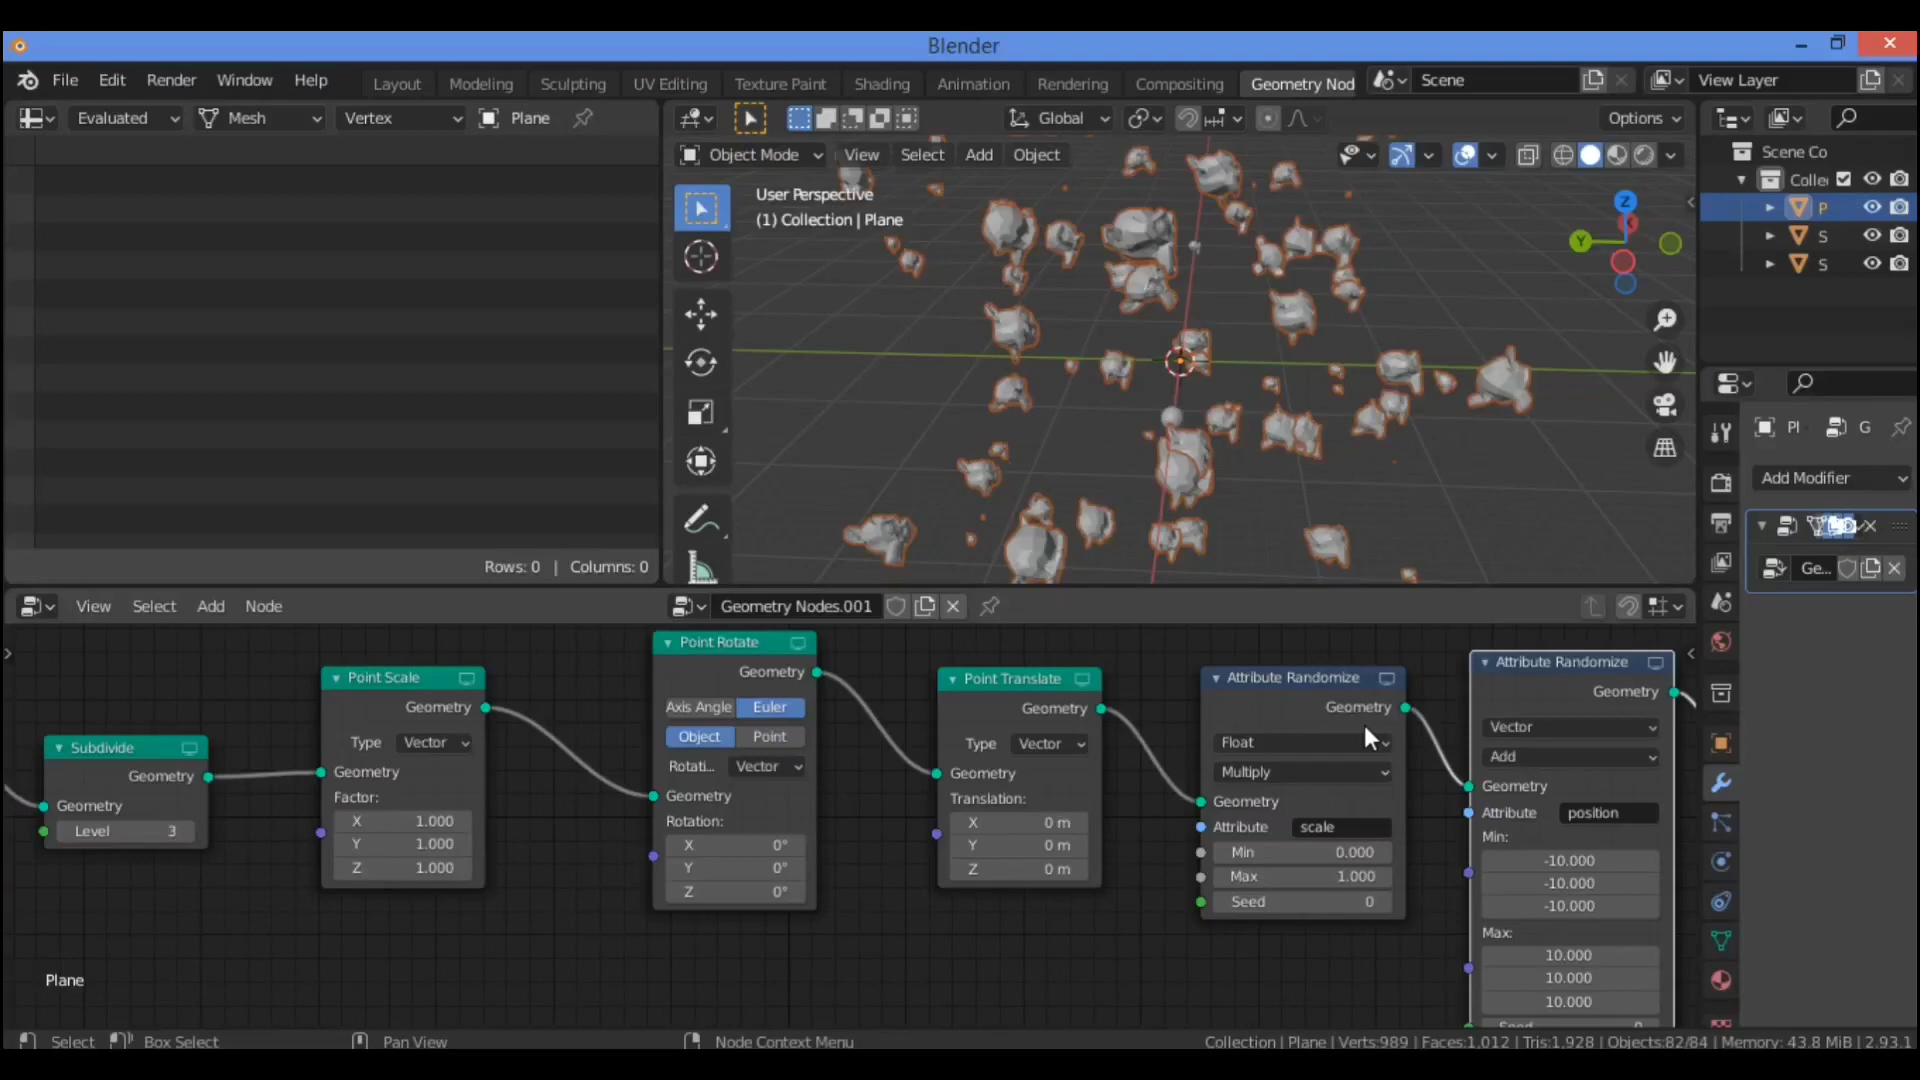 Blender
File Edit Render Window Help Layout Modeling Sculpting UV Editing Texture Paint Shading Animation Rendering Compositing Geometry Nod Scene View Layer
Evaluated Mesh Vertex Plane Global Options
Object Mode View Select Add Object
Scene Co
Colle
P
S
S
User Perspective
(1) Collection | Plane
Z
Y
Pl G
Add Modifier
Ge...
Rows: 0 | Columns: 0
View Select Add Node Geometry Nodes.001
Subdivide
Geometry
Geometry
Level 3
Point Scale
Geometry
Type Vector
Geometry
Factor:
X 1.000
Y 1.000
Z 1.000
Point Rotate
Geometry
Axis Angle Euler
Object Point
Rotati... Vector
Geometry
Rotation:
X 0°
Y 0°
Z 0°
Point Translate
Geometry
Type Vector
Geometry
Translation:
X 0 m
Y 0 m
Z 0 m
Attribute Randomize
Geometry
Float
Multiply
Geometry
Attribute scale
Min 0.000
Max 1.000
Seed 0
Attribute Randomize
Geometry
Vector
Add
Geometry
Attribute position
Min:
-10.000
-10.000
-10.000
Max:
10.000
10.000
10.000
Seed 0
Plane
Select Box Select Pan View Node Context Menu Collection | Plane | Verts:989 | Faces:1,012 | Tris:1,928 | Objects:82/84 | Memory: 43.8 MiB | 2.93.1